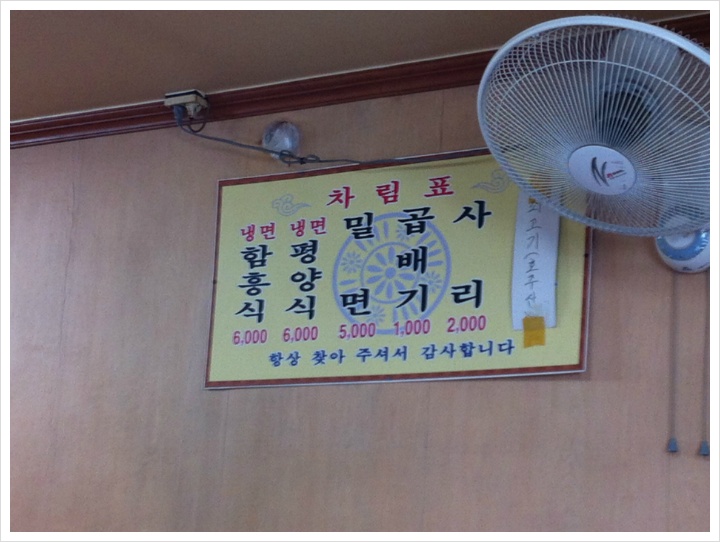 차림표
냉면 함흥식 6,000
냉면 평양식 6,000
밀면 5,000
곱배기 1,000
사리 2,000
항상 찾아 주셔서 감사합니다